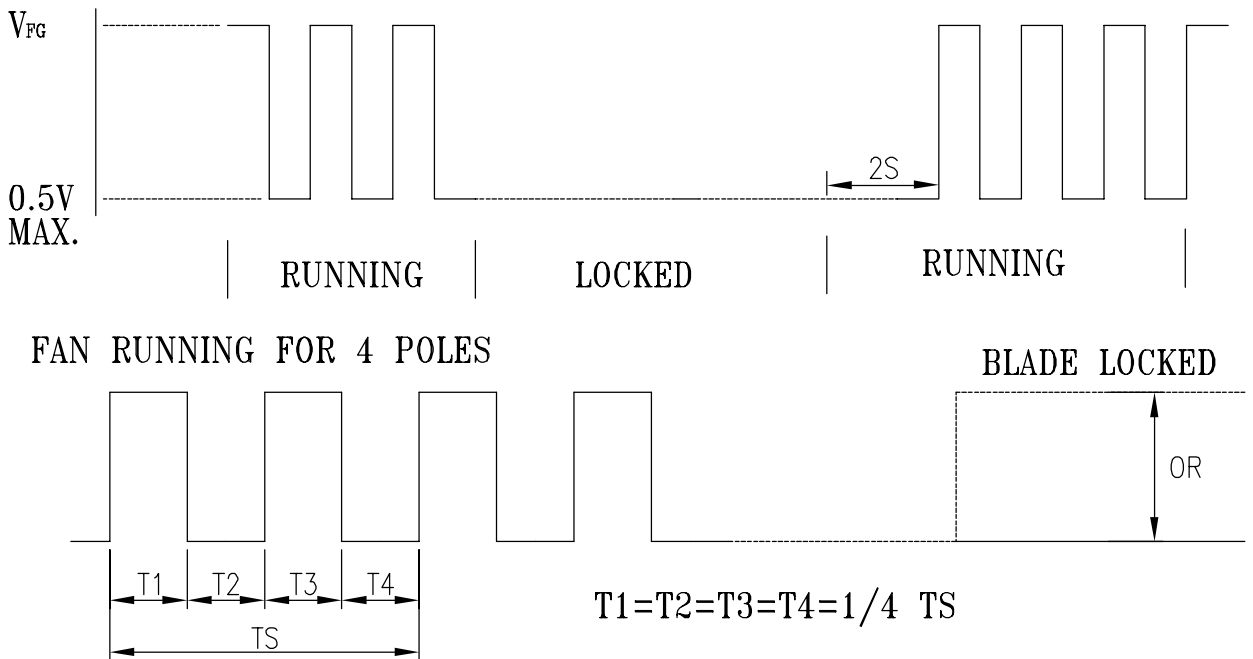 VFG
0.5V
MAX.
2S
RUNNING
LOCKED
RUNNING
FAN RUNNING FOR 4 POLES
BLADE LOCKED
OR
T1
T2
T3
T4
TS
T1=T2=T3=T4=1/4 TS